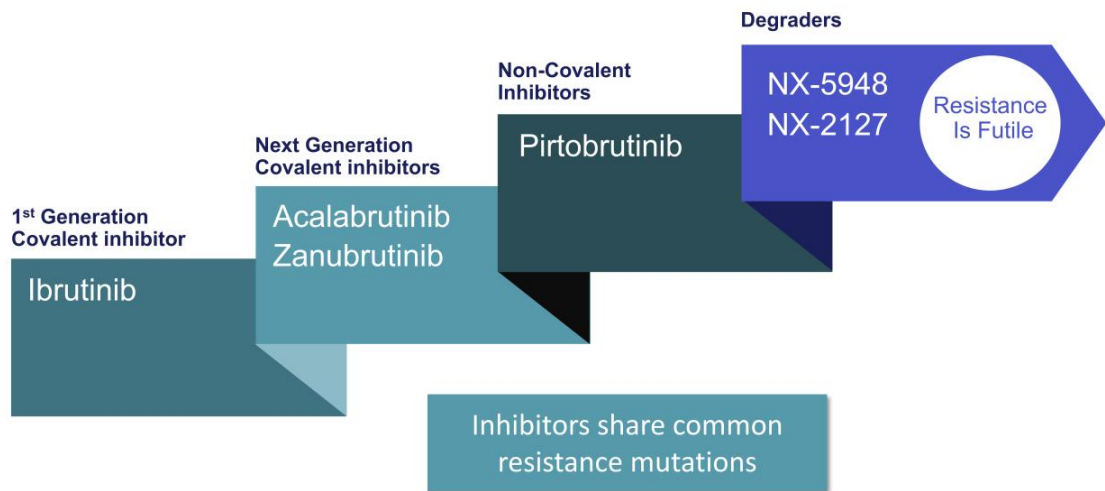 1st Generation
Covalent inhibitor
Ibrutinib
Next Generation
Covalent inhibitors
Acalabrutinib
Zanubrutinib
Non-Covalent
Inhibitors
Pirtobrutinib
Degraders
NX-5948
NX-2127
Resistance
Is Futile
Inhibitors share common
resistance mutations